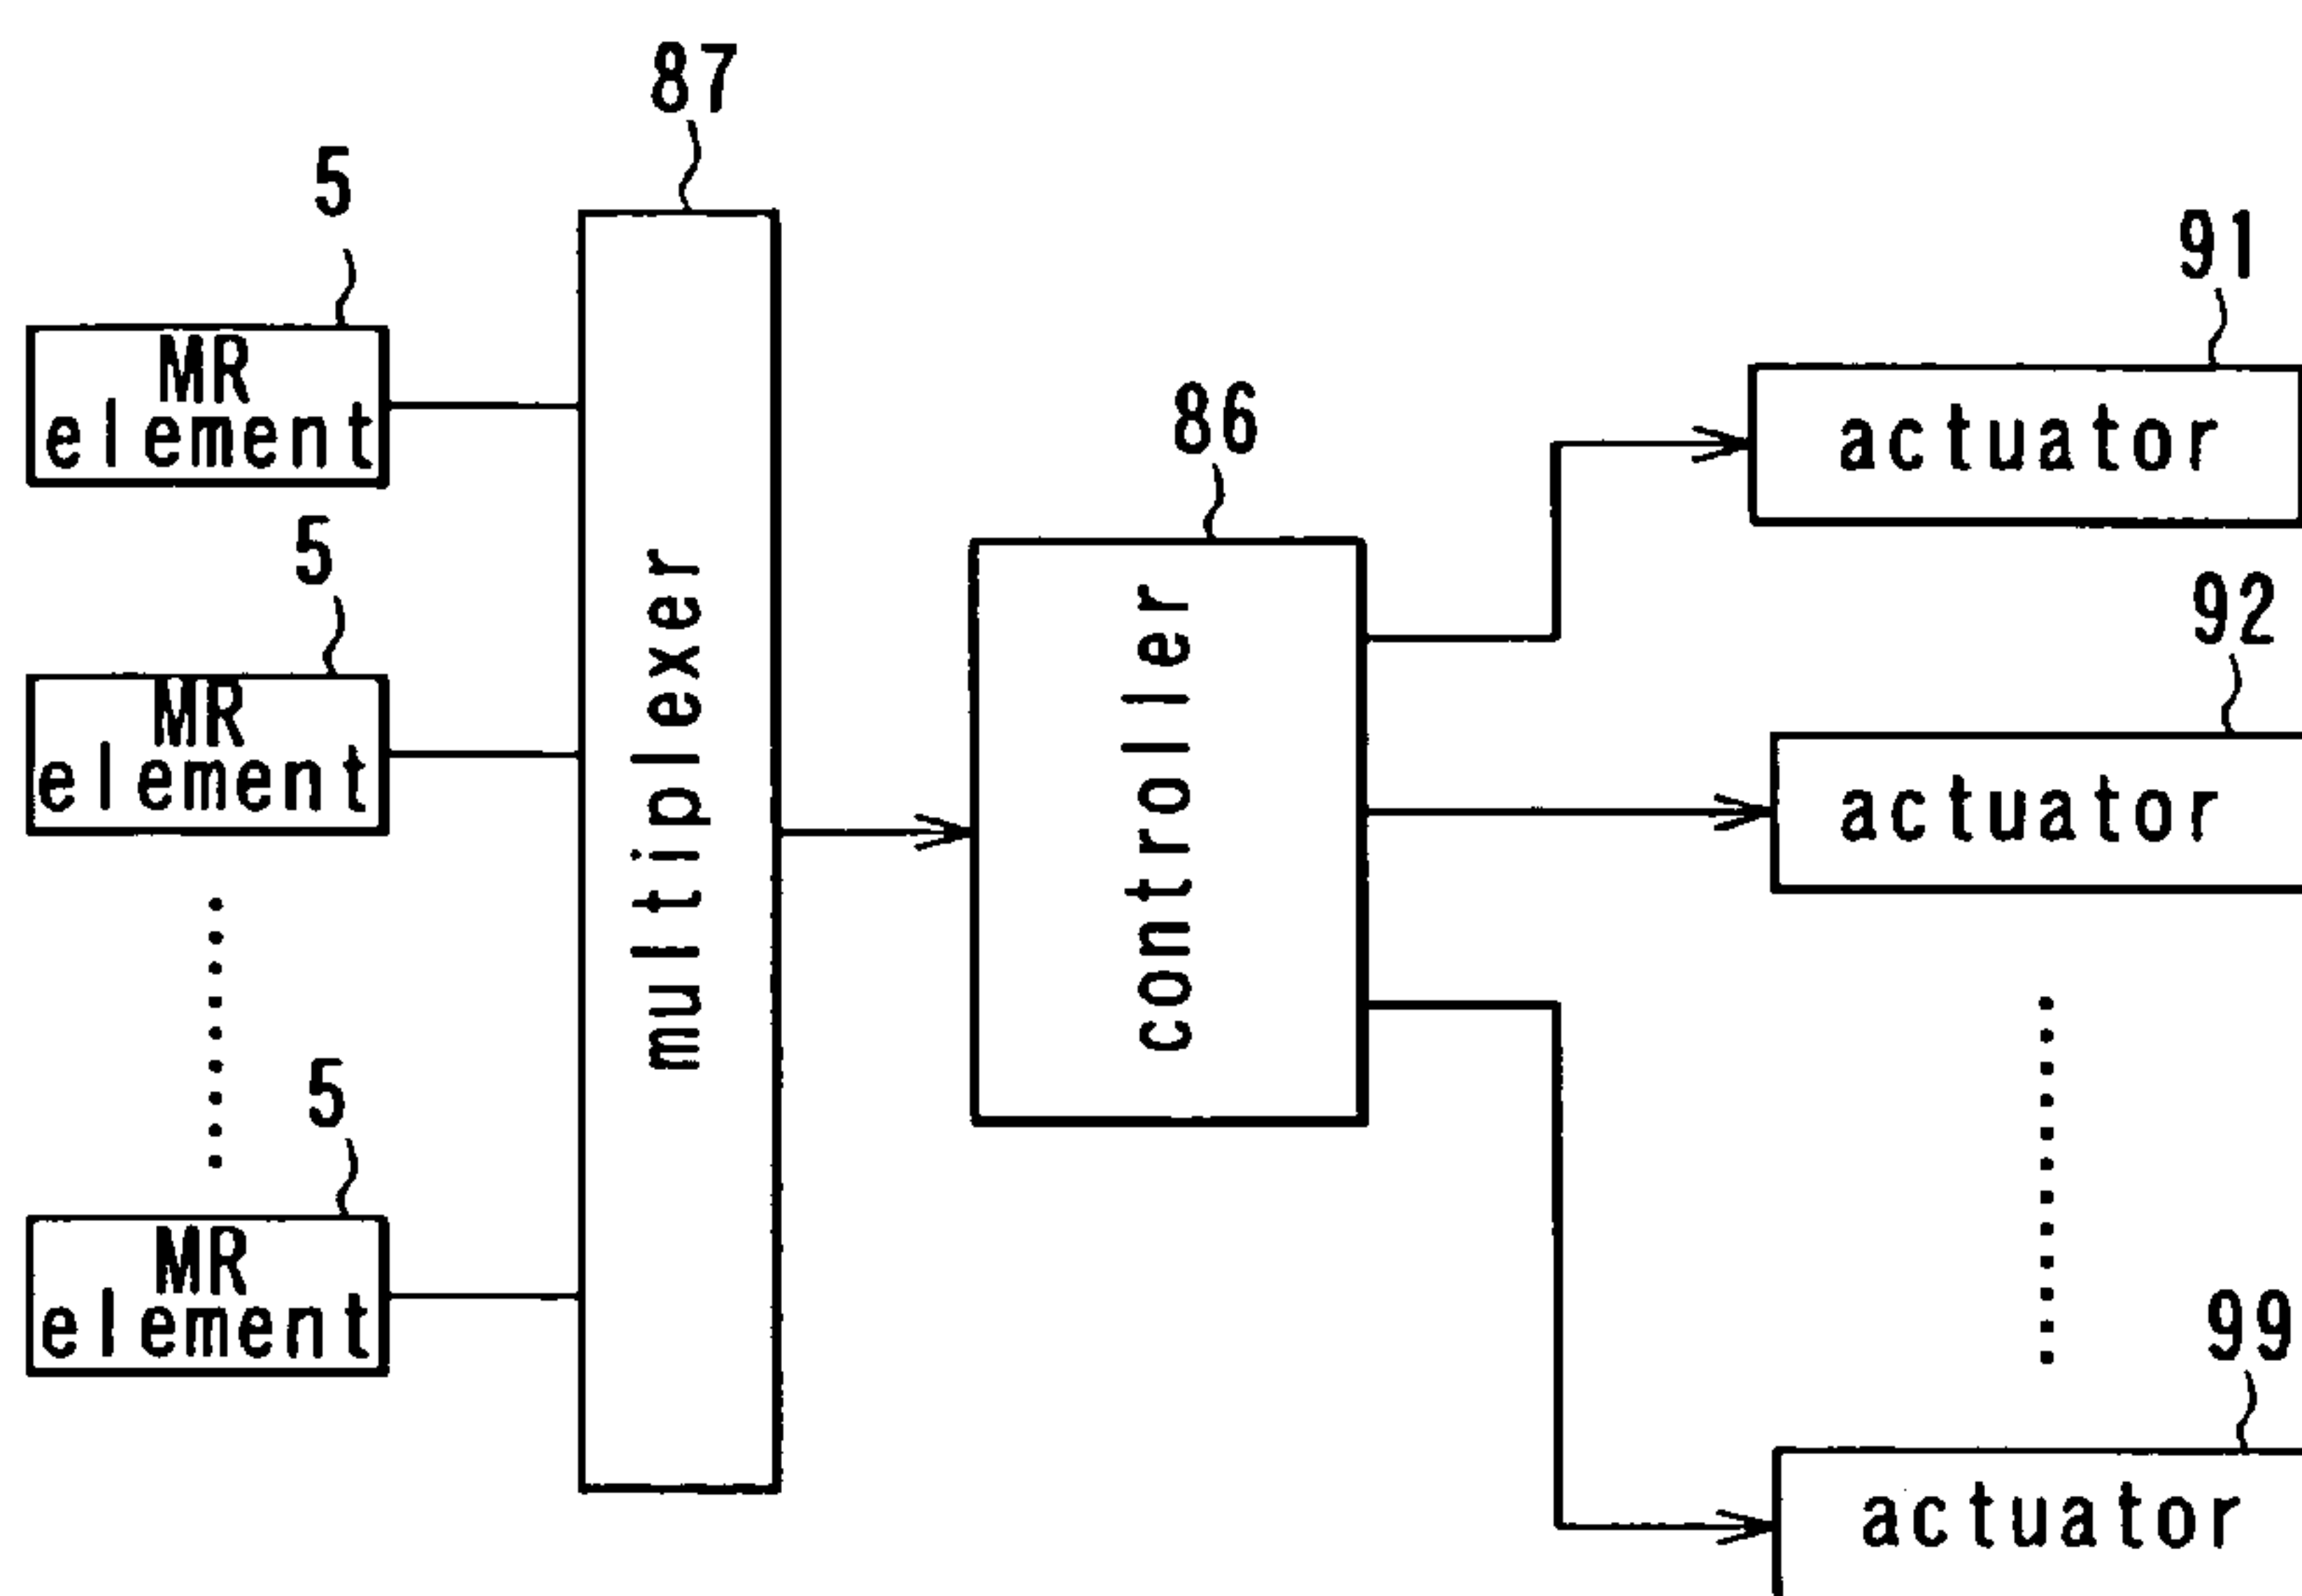 87
5
MR
element
5
MR
element
5
MR
element
multiplexer
86
controller
91
actuator
92
actuator
99
actuator